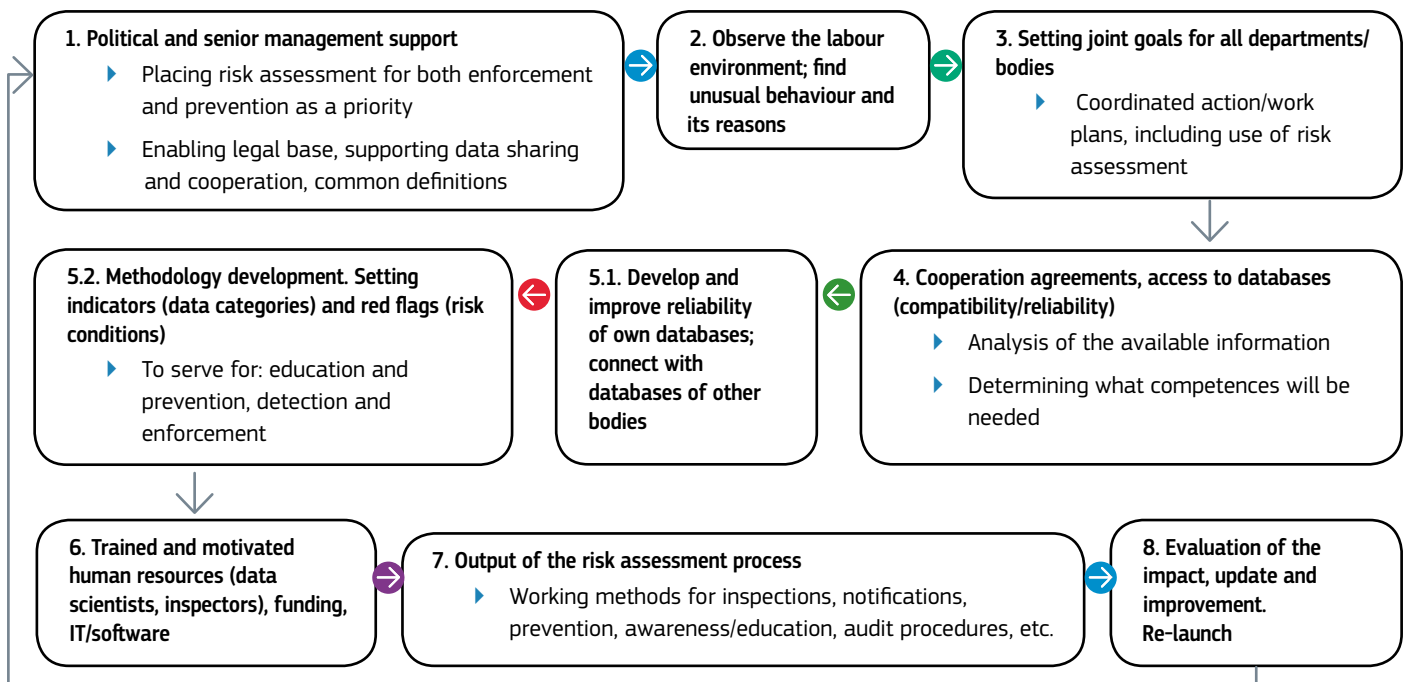 1. Political and senior management support
Placing risk assessment for both enforcement
and prevention as a priority
Enabling legal base, supporting data sharing
and cooperation, common definitions
2. Observe the labour
environment; find
unusual behaviour and
its reasons
3. Setting joint goals for all departments/
bodies
Coordinated action/work
plans, including use of risk
assessment
4. Cooperation agreements, access to databases
(compatibility/reliability)
Analysis of the available information
Determining what competences will be
needed
5.1. Develop and
improve reliability
of own databases;
connect with
databases of other
bodies
5.2. Methodology development. Setting
indicators (data categories) and red flags (risk
conditions)
To serve for: education and
prevention, detection and
enforcement
6. Trained and motivated
human resources (data
scientists, inspectors), funding,
IT/software
7. Output of the risk assessment process
Working methods for inspections, notifications,
prevention, awareness/education, audit procedures, etc.
8. Evaluation of the
impact, update and
improvement.
Re-launch